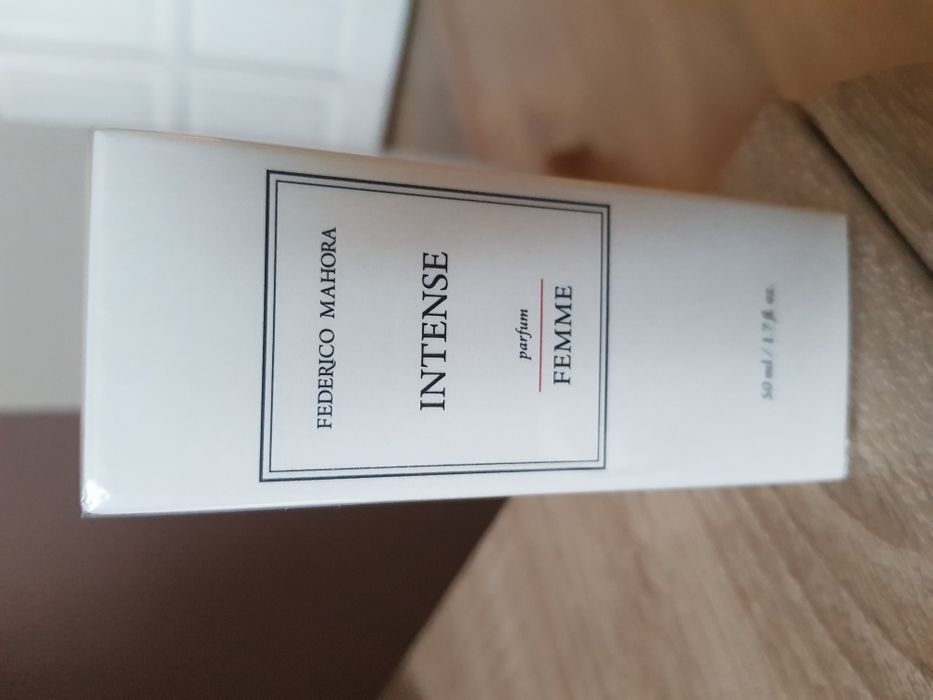 FEDERICO MAHORA
INTENSE
parfum
FEMME
50 ml / 1.7 fl. oz.